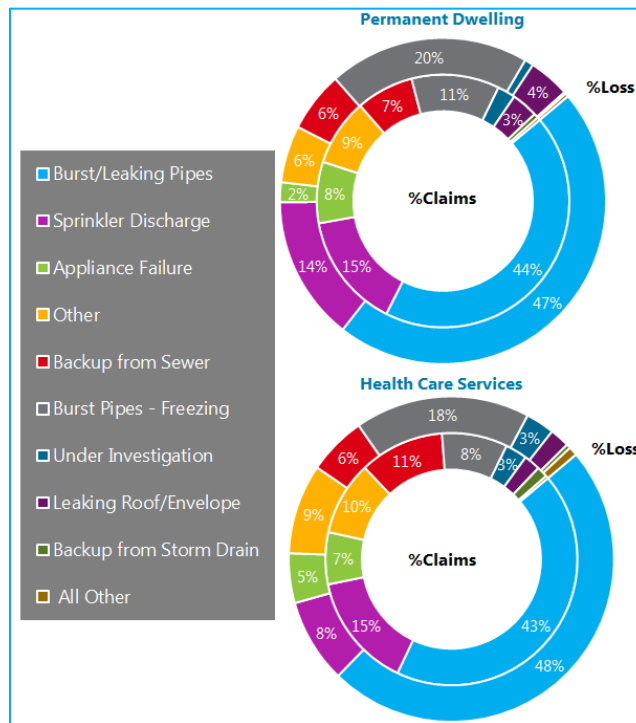 Permanent Dwelling
20%
4%
%Loss
6%
7%
11%
3%
6%
9%
%Claims
2%
8%
14%
15%
44%
47%
Burst/Leaking Pipes
Sprinkler Discharge
Appliance Failure
Other
Backup from Sewer
Burst Pipes - Freezing
Under Investigation
Leaking Roof/Envelope
Backup from Storm Drain
All Other
Health Care Services
18%
3%
%Loss
6%
11%
8%
3%
9%
10%
%Claims
5%
7%
8%
15%
43%
48%